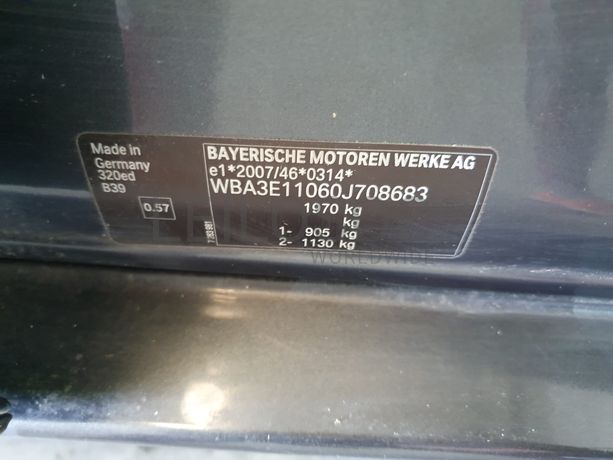 Made in
Germany
320ed
B39
0.57
BAYERISCHE MOTOREN WERKE AG
e1*2007/46*0314*
WBA3E11060J708683
1970 kg
kg
1- 905 kg
2- 1130 kg
WORLDWIDE